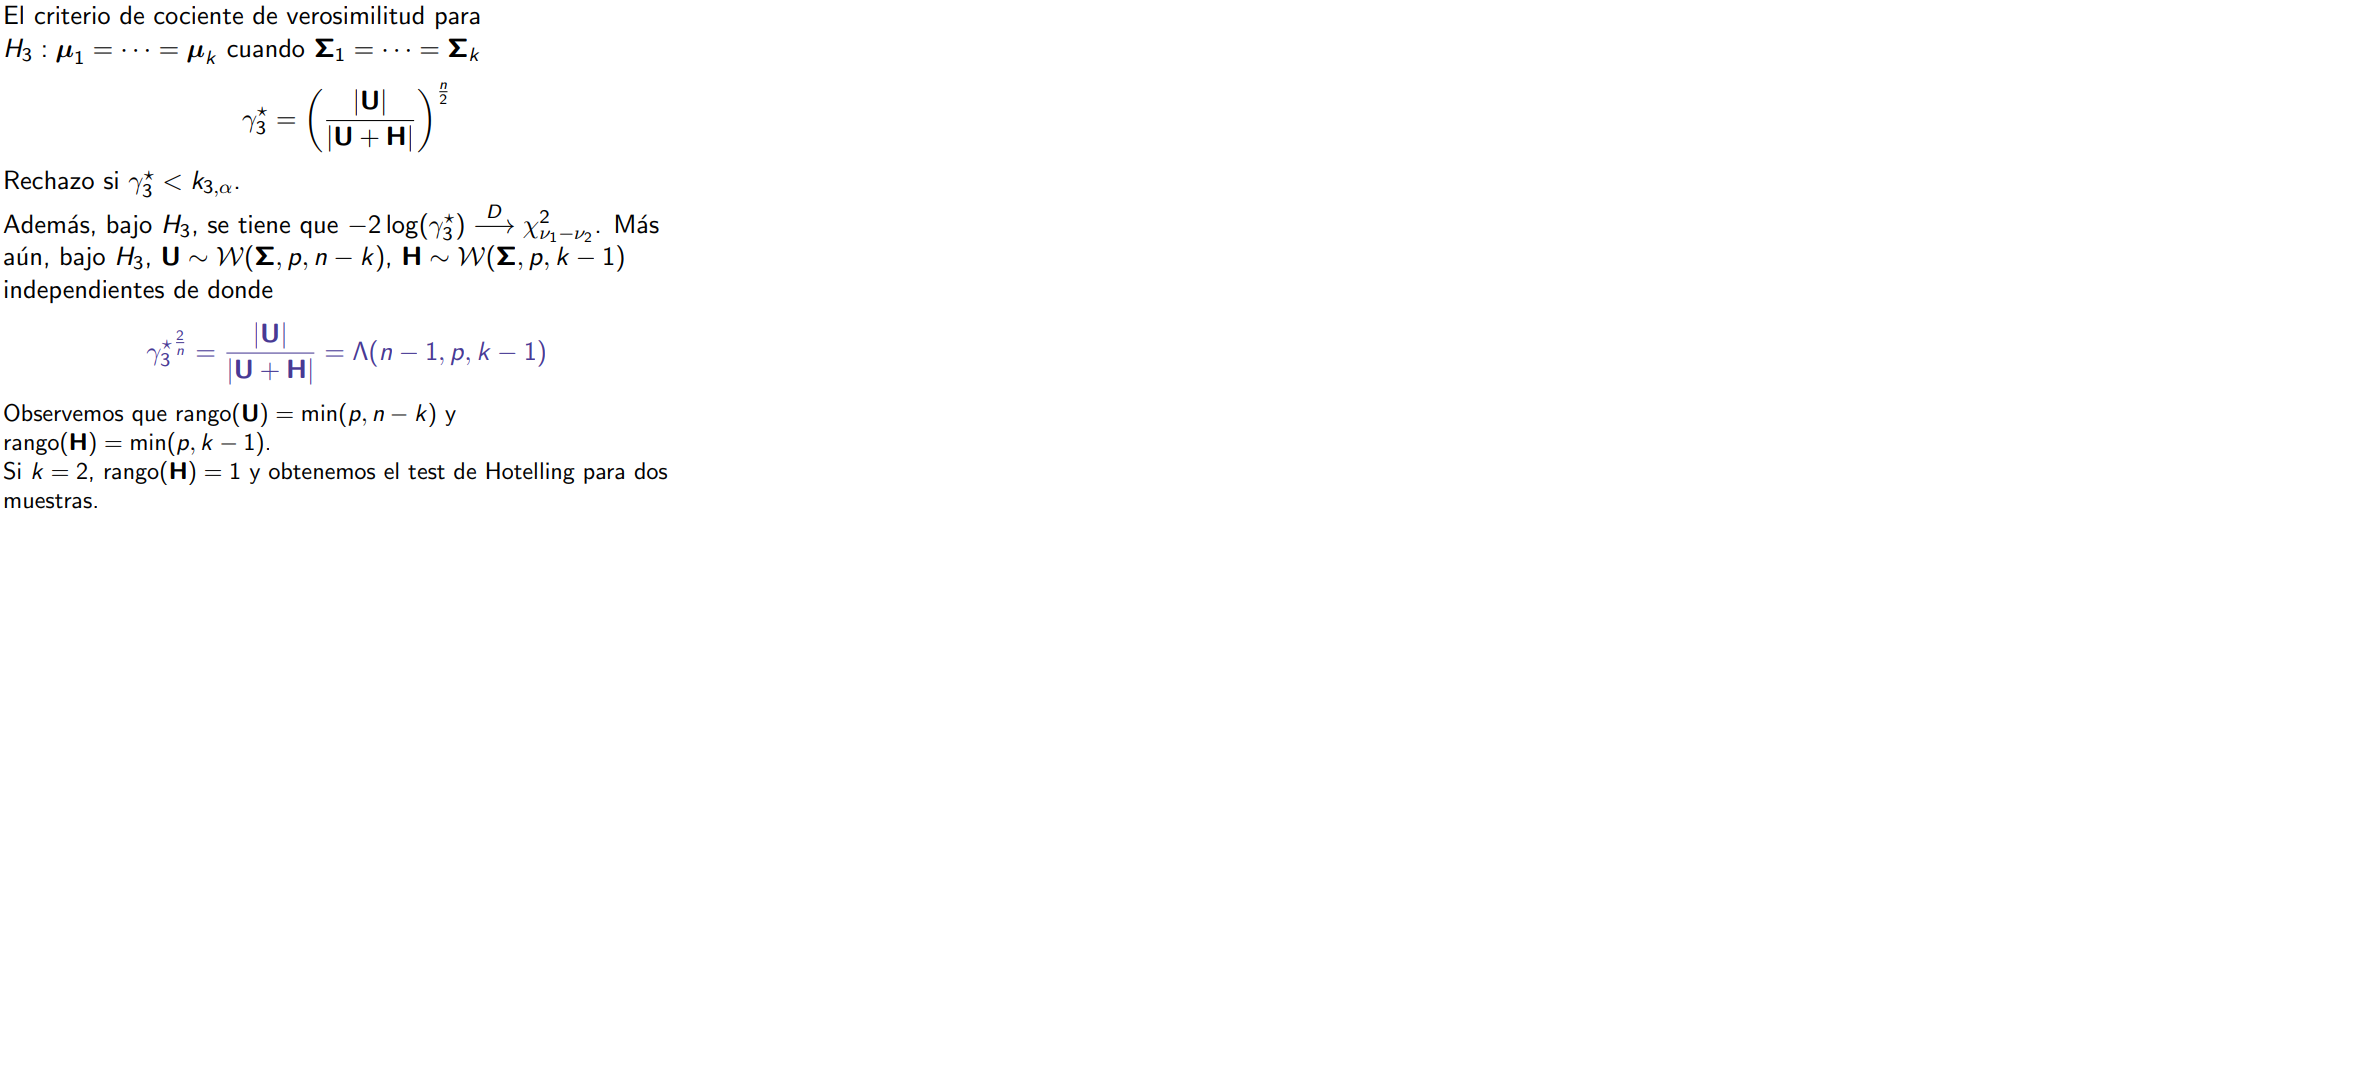 El criterio de cociente de verosimilitud para
H₃ : μ₁ = ⋯ = μₖ cuando Σ₁ = ⋯ = Σₖ
γ₃* = (|U| / |U + H|)^(n/2)
Rechazo si γ₃* < k₃,α.
Además, bajo H₃, se tiene que −2 log(γ₃*) —D→ χ²_{ν₁−ν₂}. Más
aún, bajo H₃, U ∼ W(Σ, p, n − k), H ∼ W(Σ, p, k − 1)
independientes de donde
γ₃*^(2/n) = |U| / |U + H| = Λ(n − 1, p, k − 1)
Observemos que rango(U) = min(p, n − k) y
rango(H) = min(p, k − 1).
Si k = 2, rango(H) = 1 y obtenemos el test de Hotelling para dos
muestras.